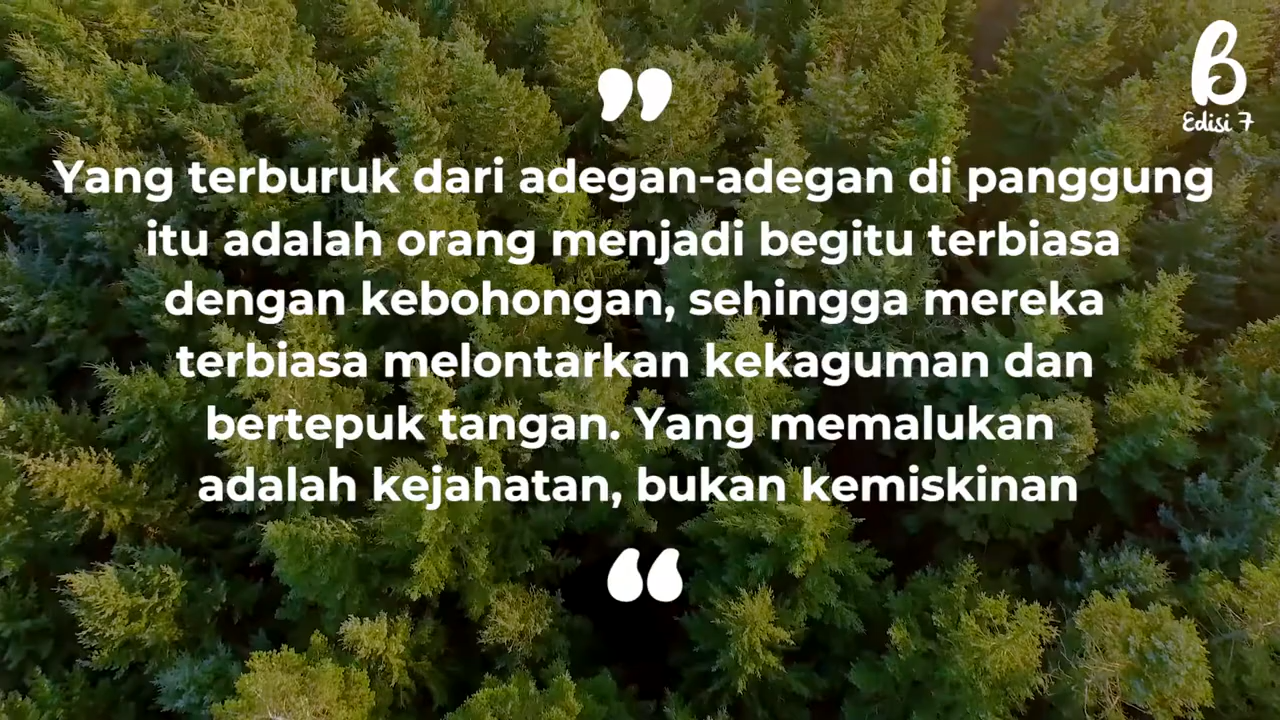 b
Edisi 7
”
Yang terburuk dari adegan-adegan di panggung
itu adalah orang menjadi begitu terbiasa
dengan kebohongan, sehingga mereka
terbiasa melontarkan kekaguman dan
bertepuk tangan. Yang memalukan
adalah kejahatan, bukan kemiskinan
“